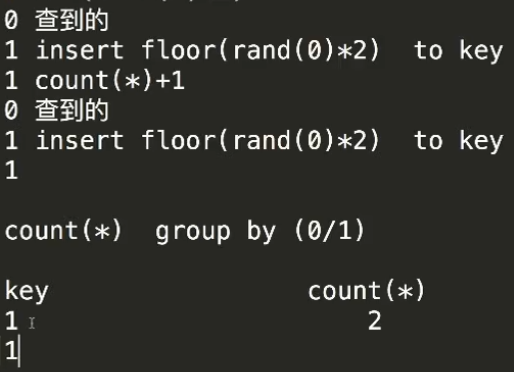 0 查到的
1 insert floor(rand(0)*2)  to key
1 count(*)+1
0 查到的
1 insert floor(rand(0)*2)  to key
1
count(*)  group by (0/1)
key count(*)
1 2
1